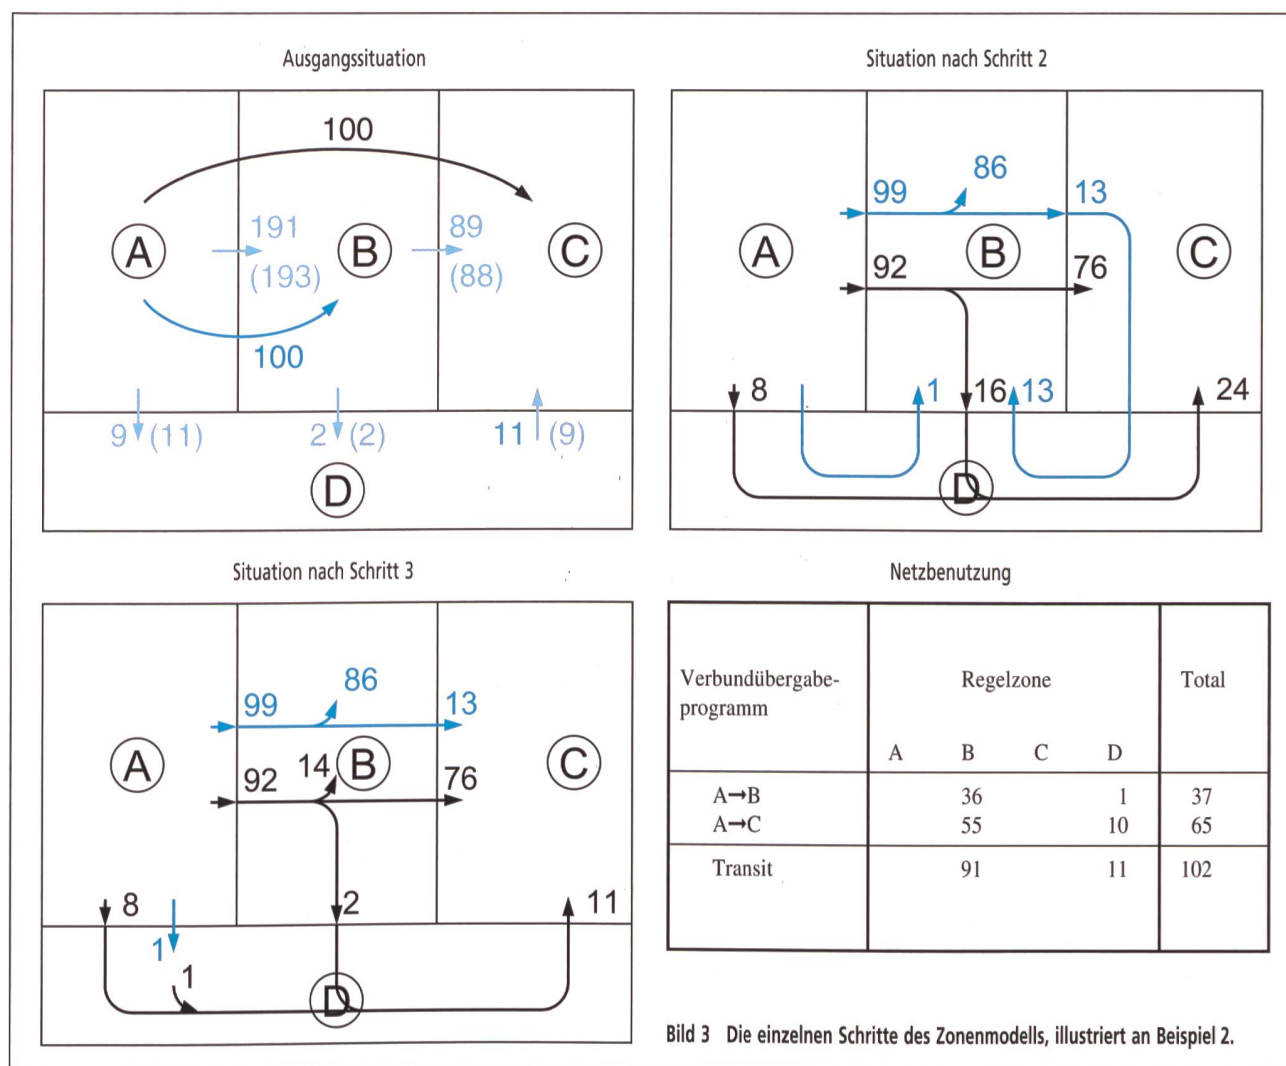 Ausgangssituation
100
A
191
(193)
B
89
(88)
C
100
9 (11)
2 (2)
11 (9)
D
Situation nach Schritt 2
99
86
13
A
B
C
92
76
8
1
16
13
24
D
Situation nach Schritt 3
99
86
13
A
92
14
B
76
C
8
1
1
2
11
D
Netzbenutzung
Verbundübergabe-
programm
Regelzone
Total
A B C D
A→B 36 1 37
A→C 55 10 65
Transit 91 11 102
Bild 3 Die einzelnen Schritte des Zonenmodells, illustriert an Beispiel 2.